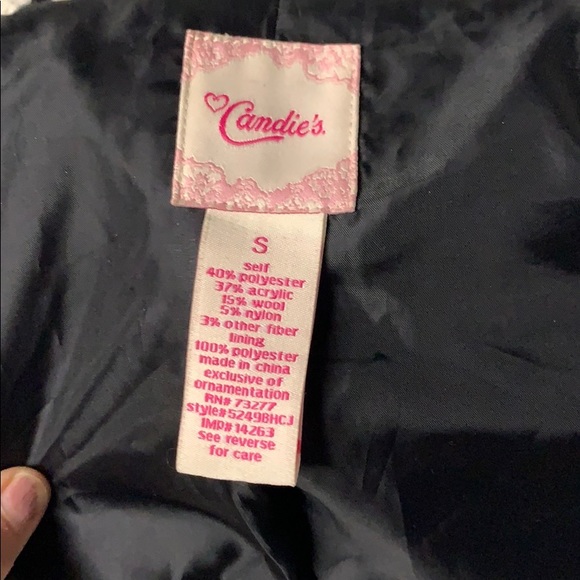 Candie's.
S
self
40% polyester
37% acrylic
15% wool
5% nylon
3% other fiber
lining
100% polyester
made in china
exclusive of
ornamentation
RN# 73277
style#52498HCJ
IMP#14263
see reverse
for care